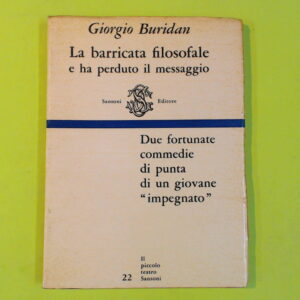 Giorgio Buridan
La barricata filosofale
e ha perduto il messaggio
Sansoni Editore
Due fortunate
commedie
di punta
di un giovane
“impegnato”
22
Il
piccolo
teatro
Sansoni